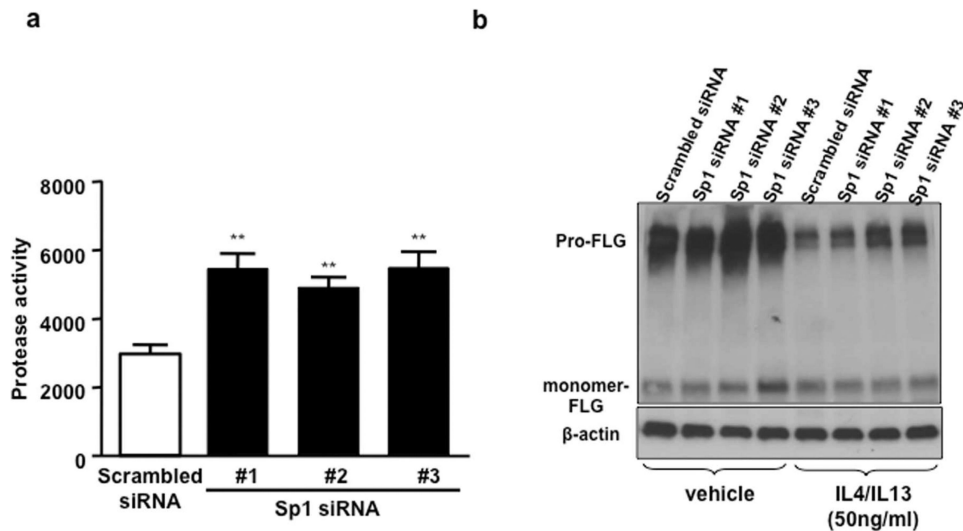 a
Protease activity
8000
6000
4000
2000
0
**
**
**
Scrambled
siRNA
#1
#2
#3
Sp1 siRNA
b
Scrambled siRNA
Sp1 siRNA #1
Sp1 siRNA #2
Sp1 siRNA #3
Scrambled siRNA
Sp1 siRNA #1
Sp1 siRNA #2
Sp1 siRNA #3
Pro-FLG
monomer-
FLG
β-actin
vehicle
IL4/IL13
(50ng/ml)